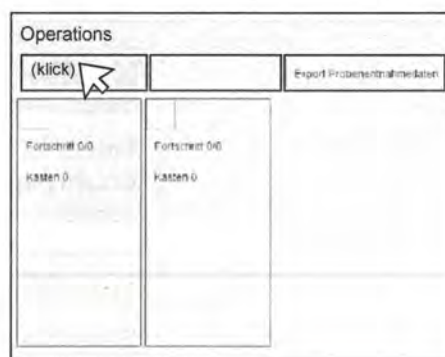 Operations
(klick)
Export Probenentnahmedaten
Fortschritt 0/0
Fortschritt 0/0
Kasten 0
Kasten 0